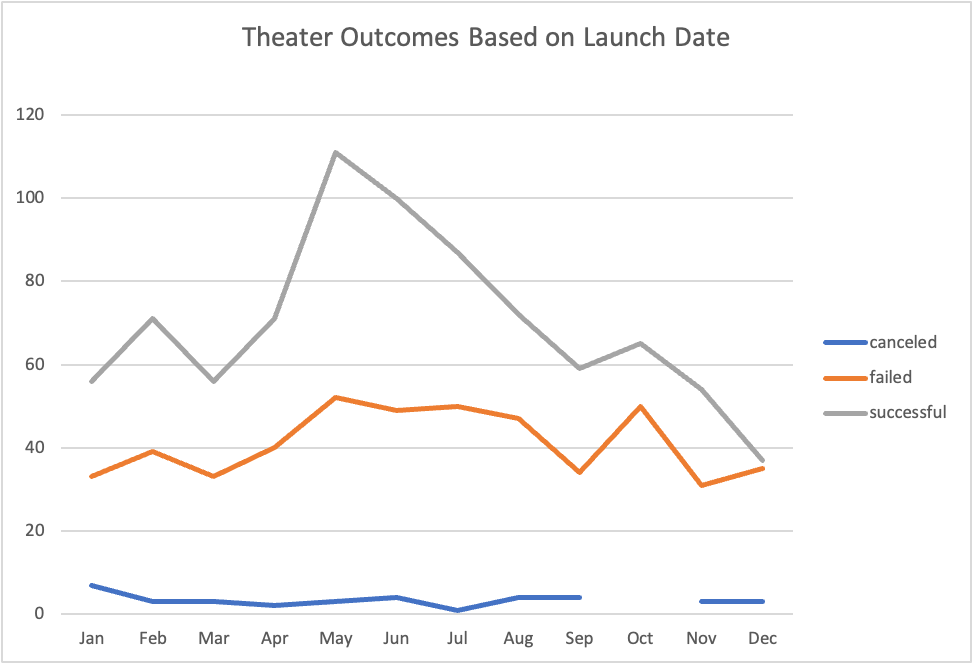 Theater Outcomes Based on Launch Date
120
100
80
60
40
20
0
Jan Feb Mar Apr May Jun Jul Aug Sep Oct Nov Dec
canceled
failed
successful